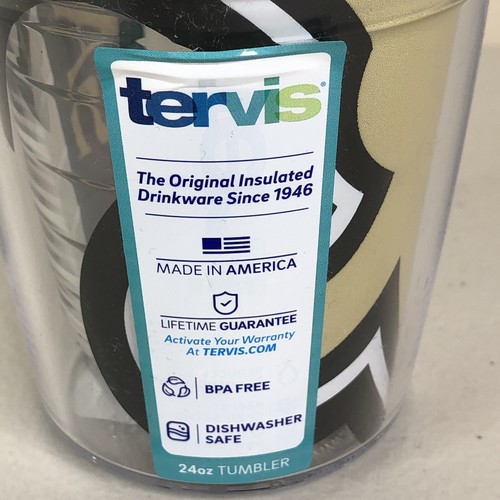 tervis®
The Original Insulated
Drinkware Since 1946
MADE IN AMERICA
LIFETIME GUARANTEE
Activate Your Warranty
At TERVIS.COM
BPA FREE
DISHWASHER
SAFE
24oz TUMBLER